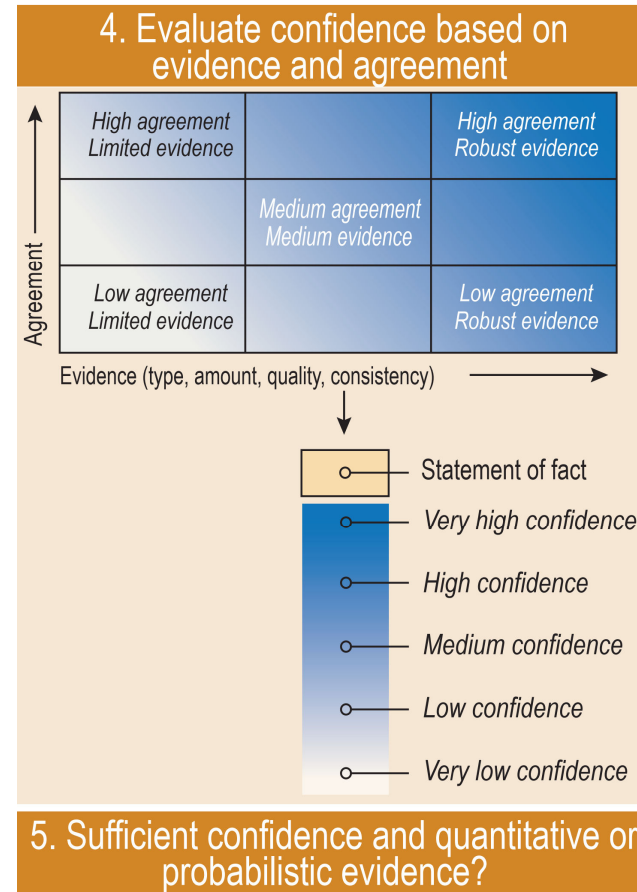 4. Evaluate confidence based on
evidence and agreement
High agreement
Limited evidence
High agreement
Robust evidence
Medium agreement
Medium evidence
Low agreement
Limited evidence
Low agreement
Robust evidence
Agreement
Evidence (type, amount, quality, consistency)
Statement of fact
Very high confidence
High confidence
Medium confidence
Low confidence
Very low confidence
5. Sufficient confidence and quantitative or
probabilistic evidence?